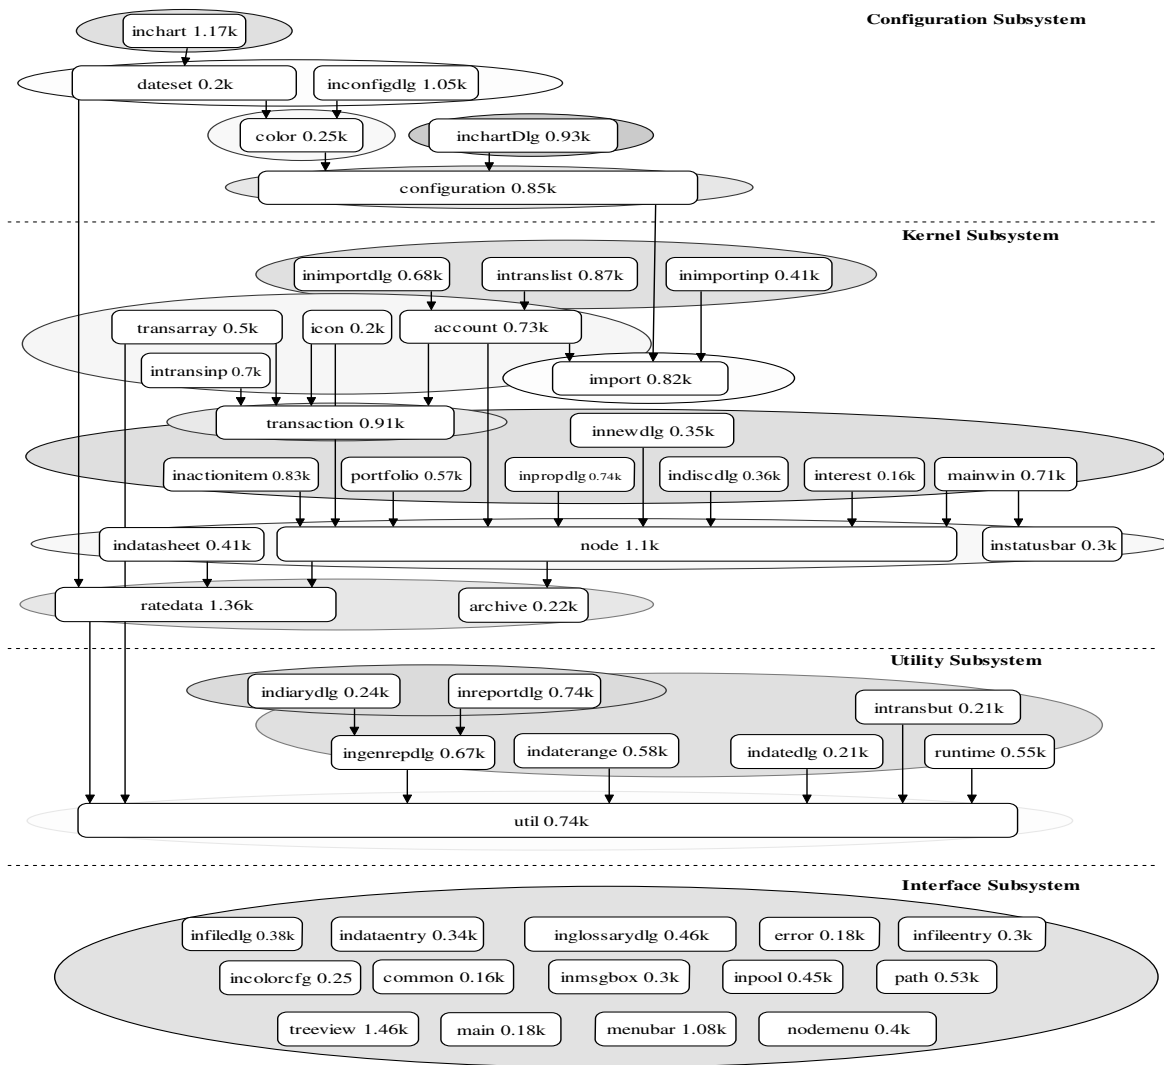 Configuration Subsystem
inchart 1.17k
dateset 0.2k
inconfigdlg 1.05k
color 0.25k
inchartDlg 0.93k
configuration 0.85k
Kernel Subsystem
inimportdlg 0.68k
intranslist 0.87k
inimportinp 0.41k
transarray 0.5k
icon 0.2k
account 0.73k
intransinp 0.7k
import 0.82k
transaction 0.91k
innewdlg 0.35k
inactionitem 0.83k
portfolio 0.57k
inpropdlg 0.74k
indiscdlg 0.36k
interest 0.16k
mainwin 0.71k
indatasheet 0.41k
node 1.1k
instatusbar 0.3k
ratedata 1.36k
archive 0.22k
Utility Subsystem
indiarydlg 0.24k
inreportdlg 0.74k
intransbut 0.21k
ingenrepdlg 0.67k
indaterange 0.58k
indatedlg 0.21k
runtime 0.55k
util 0.74k
Interface Subsystem
infiledlg 0.38k
indataentry 0.34k
inglossarydlg 0.46k
error 0.18k
infileentry 0.3k
incolorcfg 0.25
common 0.16k
inmsgbox 0.3k
inpool 0.45k
path 0.53k
treeview 1.46k
main 0.18k
menubar 1.08k
nodemenu 0.4k